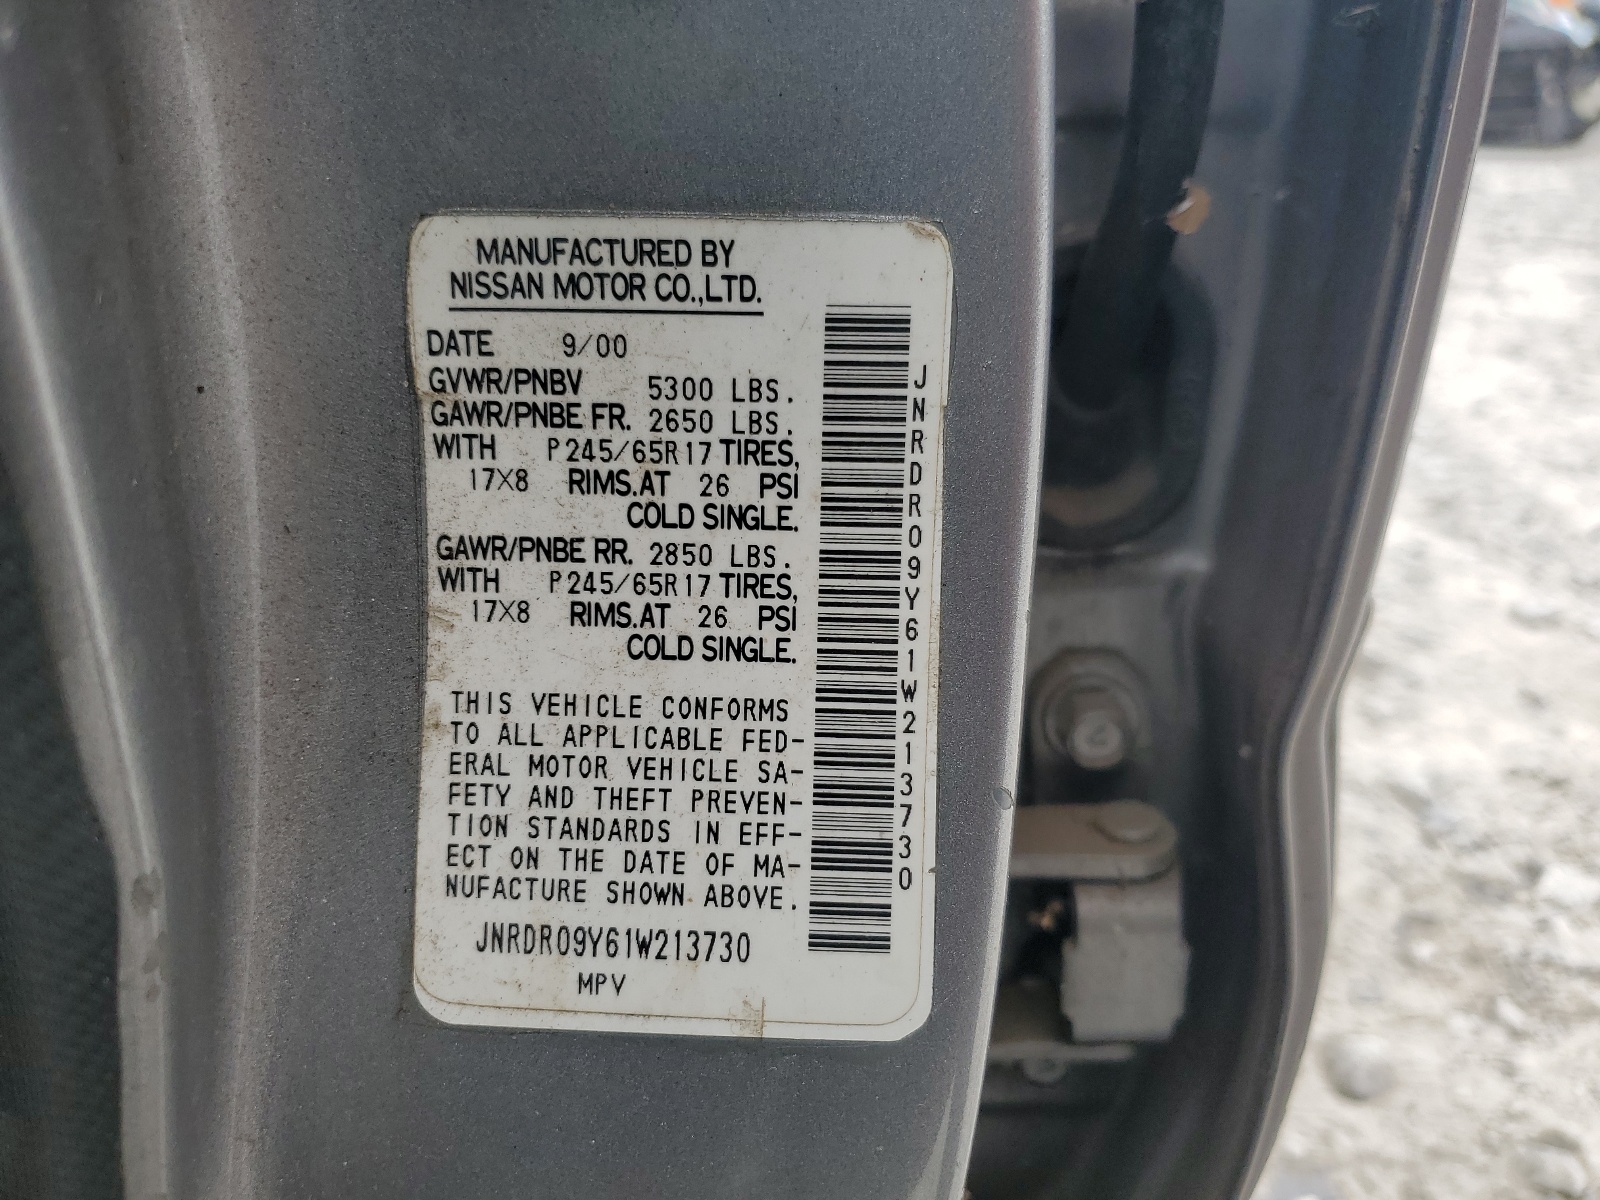 MANUFACTURED BY
NISSAN MOTOR CO.,LTD.
DATE 9/00
GVWR/PNBV 5300 LBS.
GAWR/PNBE FR. 2650 LBS.
WITH P245/65R17 TIRES,
17X8 RIMS.AT 26 PSI
COLD SINGLE.
GAWR/PNBE RR. 2850 LBS.
WITH P245/65R17 TIRES,
17X8 RIMS.AT 26 PSI
COLD SINGLE.
THIS VEHICLE CONFORMS
TO ALL APPLICABLE FED-
ERAL MOTOR VEHICLE SA-
FETY AND THEFT PREVEN-
TION STANDARDS IN EFF-
ECT ON THE DATE OF MA-
NUFACTURE SHOWN ABOVE.
JNRDR09Y61W213730
MPV
JNRDR09Y61W213730